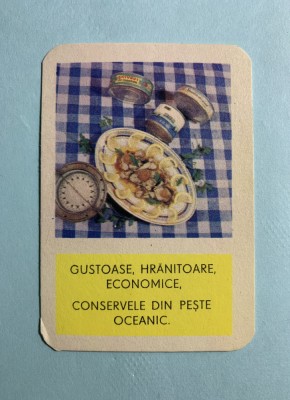 GUSTOASE, HRĂNITOARE,
ECONOMICE,
CONSERVELE DIN PEȘTE
OCEANIC.